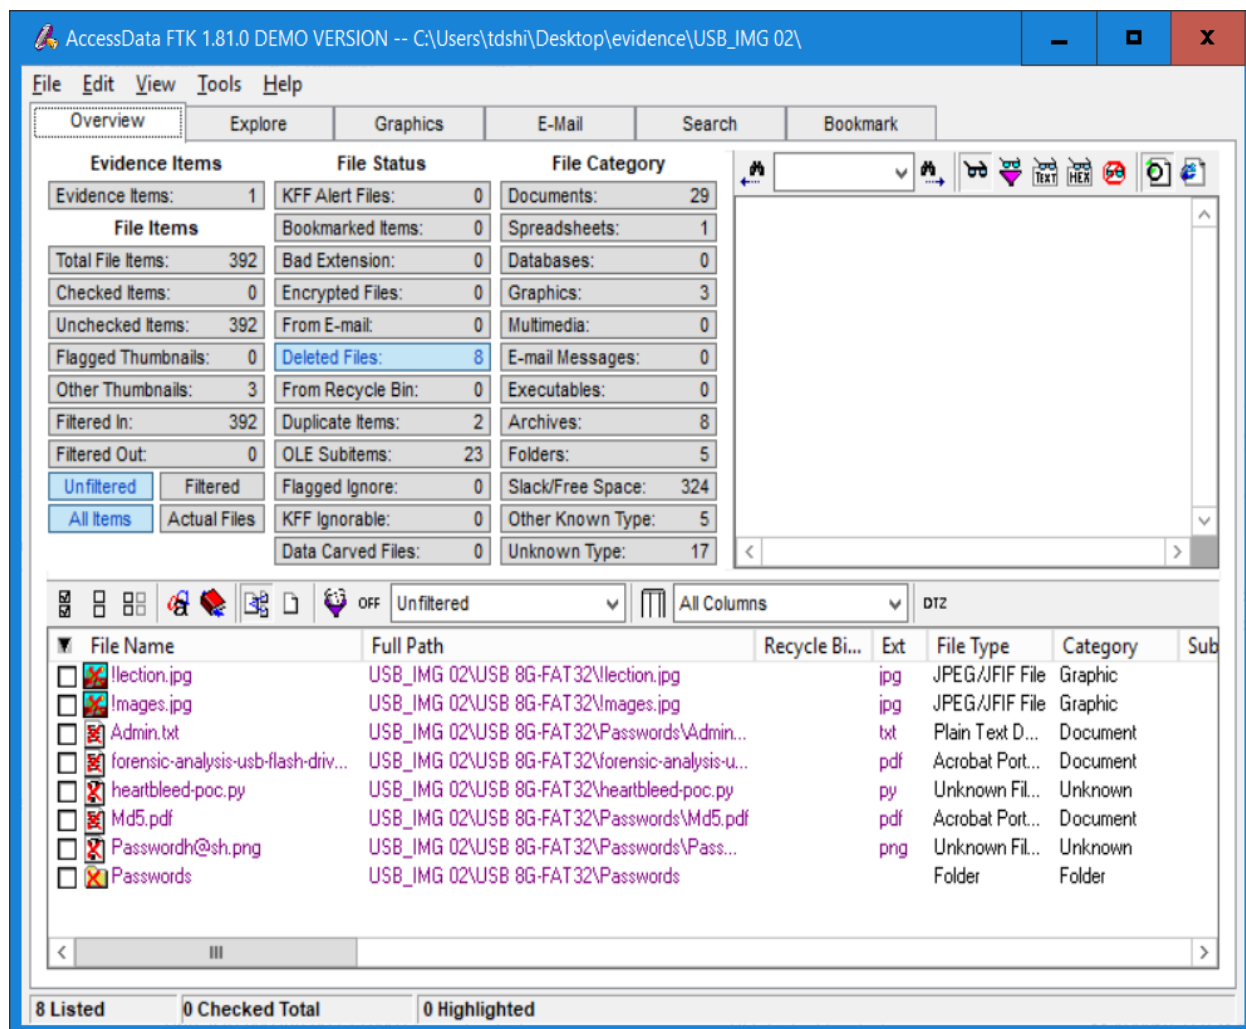 AccessData FTK 1.81.0 DEMO VERSION -- C:\Users\tdshi\Desktop\evidence\USB_IMG 02\
File Edit View Tools Help
Overview Explore Graphics E-Mail Search Bookmark
Evidence Items File Status File Category
Evidence Items: 1 KFF Alert Files: 0 Documents: 29
File Items Bookmarked Items: 0 Spreadsheets: 1
Total File Items: 392 Bad Extension: 0 Databases: 0
Checked Items: 0 Encrypted Files: 0 Graphics: 3
Unchecked Items: 392 From E-mail: 0 Multimedia: 0
Flagged Thumbnails: 0 Deleted Files: 8 E-mail Messages: 0
Other Thumbnails: 3 From Recycle Bin: 0 Executables: 0
Filtered In: 392 Duplicate Items: 2 Archives: 8
Filtered Out: 0 OLE Subitems: 23 Folders: 5
Unfiltered Filtered Flagged Ignore: 0 Slack/Free Space: 324
All Items Actual Files KFF Ignorable: 0 Other Known Type: 5
Data Carved Files: 0 Unknown Type: 17
TEXT HEX
OFF Unfiltered All Columns DTZ
File Name Full Path Recycle Bi... Ext File Type Category Sub
!lection.jpg USB_IMG 02\USB 8G-FAT32\!lection.jpg jpg JPEG/JFIF File Graphic
!mages.jpg USB_IMG 02\USB 8G-FAT32\!mages.jpg jpg JPEG/JFIF File Graphic
Admin.txt USB_IMG 02\USB 8G-FAT32\Passwords\Admin... txt Plain Text D... Document
forensic-analysis-usb-flash-driv... USB_IMG 02\USB 8G-FAT32\forensic-analysis-u... pdf Acrobat Port... Document
heartbleed-poc.py USB_IMG 02\USB 8G-FAT32\heartbleed-poc.py py Unknown Fil... Unknown
Md5.pdf USB_IMG 02\USB 8G-FAT32\Passwords\Md5.pdf pdf Acrobat Port... Document
Passwordh@sh.png USB_IMG 02\USB 8G-FAT32\Passwords\Pass... png Unknown Fil... Unknown
Passwords USB_IMG 02\USB 8G-FAT32\Passwords Folder Folder
8 Listed 0 Checked Total 0 Highlighted